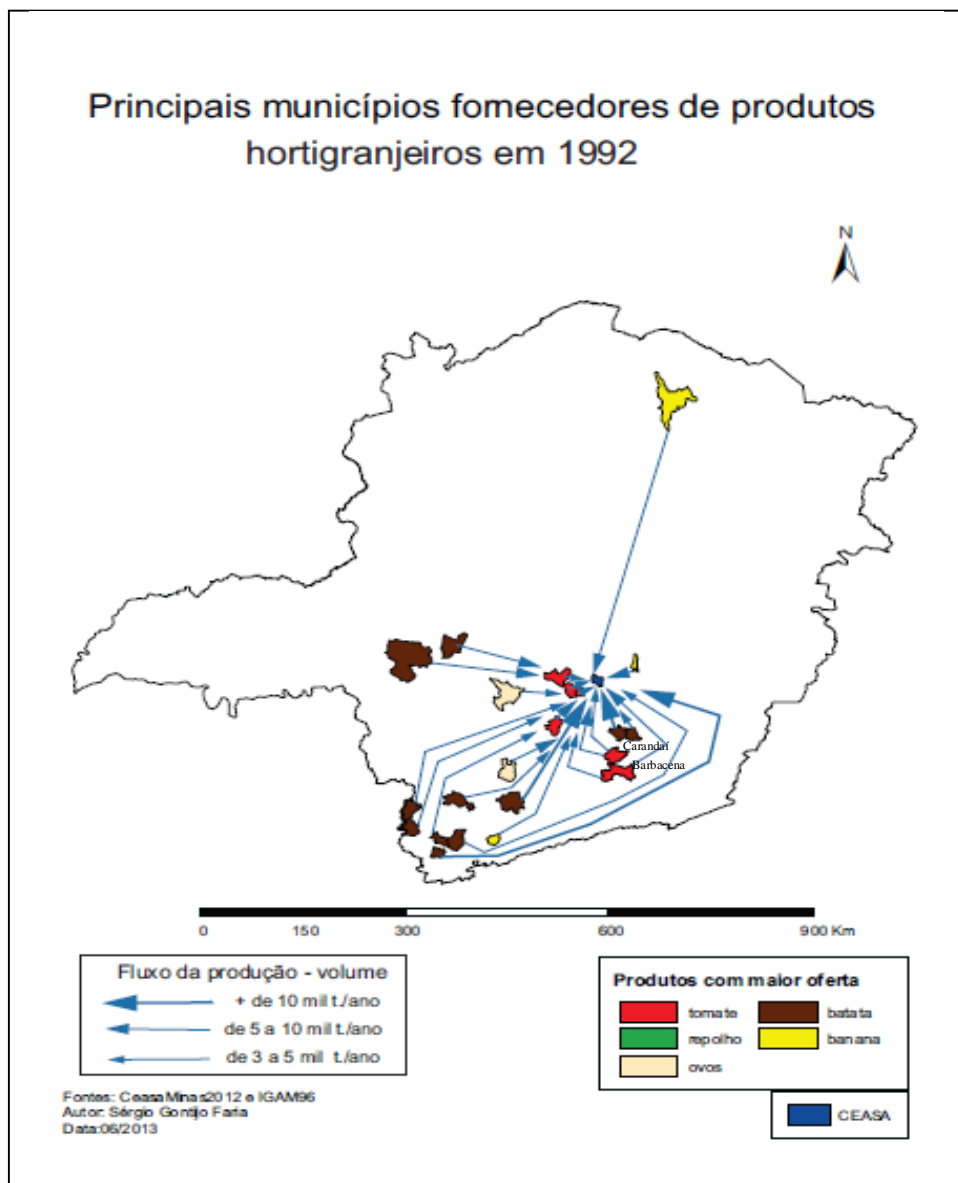 Principais municípios fornecedores de produtos
hortigranjeiros em 1992
N
Carandaí
Barbacena
0 150 300 600 900 Km
Fluxo da produção - volume
+ de 10 mil t./ano
de 5 a 10 mil t./ano
de 3 a 5 mil t./ano
Produtos com maior oferta
tomate
batata
repolho
banana
ovos
CEASA
Fontes: CeasaMinas2012 e IGAM96
Autor: Sérgio Gontijo Faria
Data:06/2013